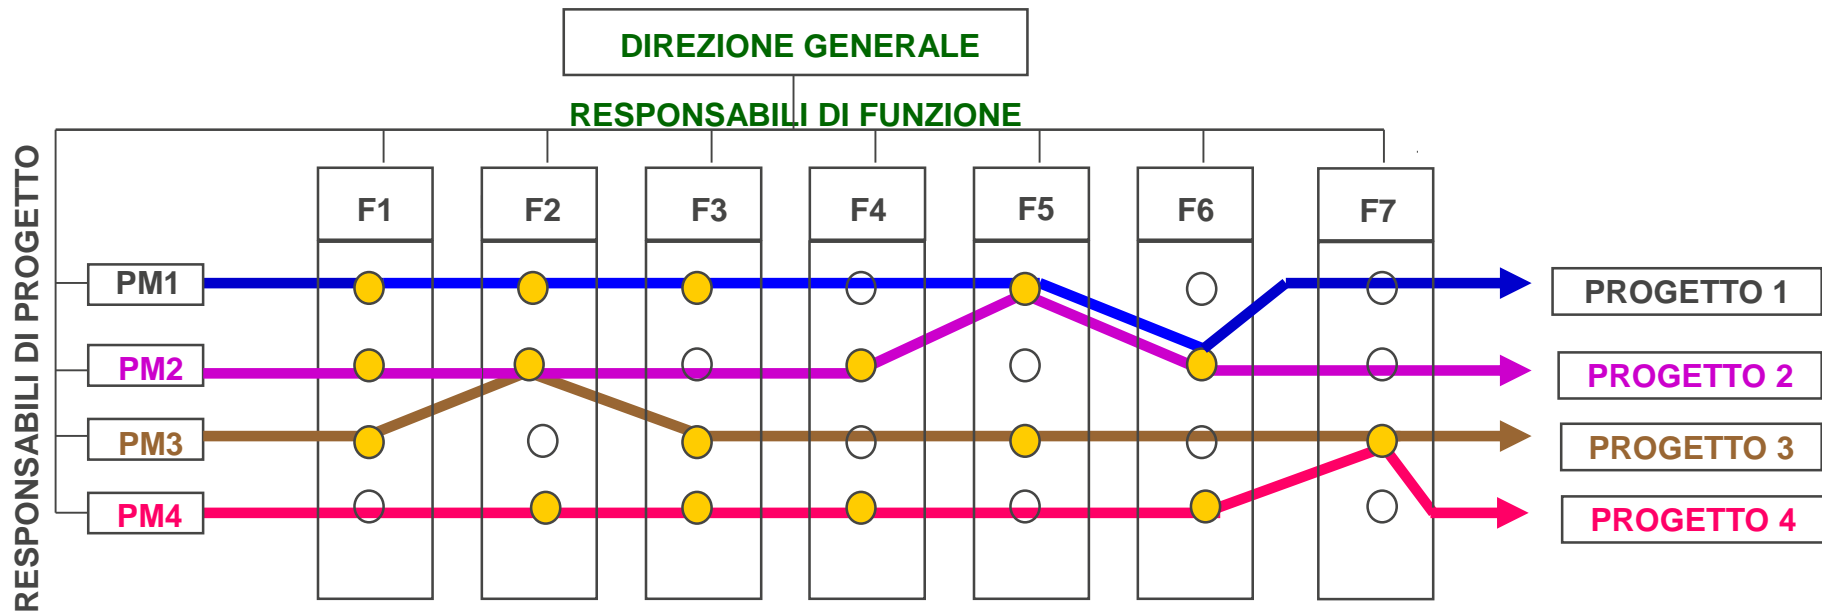 DIREZIONE GENERALE
RESPONSABILI DI FUNZIONE
RESPONSABILI DI PROGETTO
F1
F2
F3
F4
F5
F6
F7
PM1
PROGETTO 1
PM2
PROGETTO 2
PM3
PROGETTO 3
PM4
PROGETTO 4